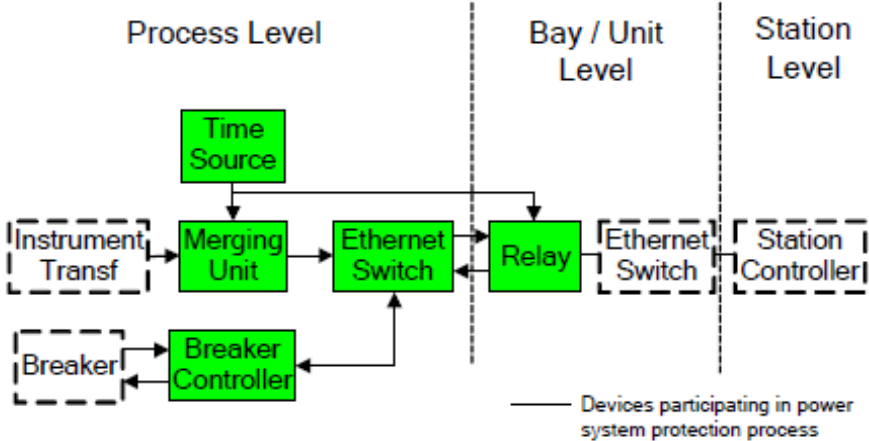 Process Level
Bay / Unit
Level
Station
Level
Time
Source
Instrument
Transf
Merging
Unit
Ethernet
Switch
Relay
Ethernet
Switch
Station
Controller
Breaker
Breaker
Controller
Devices participating in power
system protection process